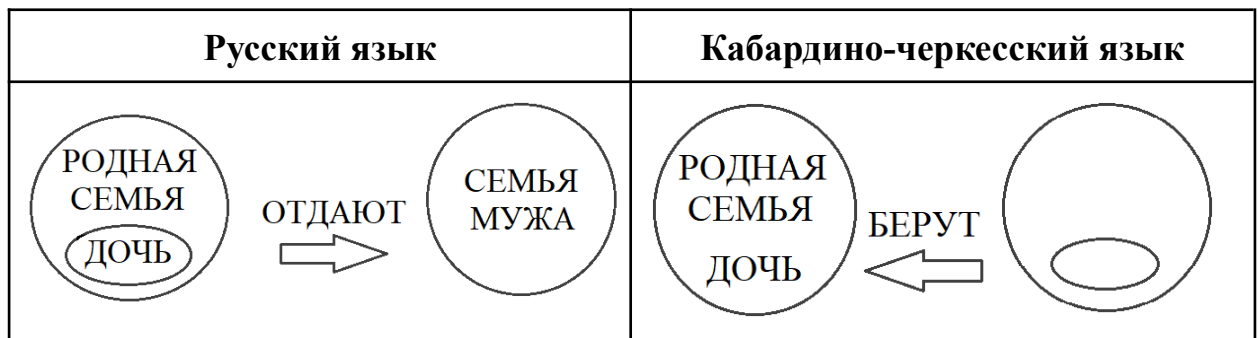 Русский язык
Кабардино-черкесский язык
РОДНАЯ
СЕМЬЯ
ДОЧЬ
ОТДАЮТ
СЕМЬЯ
МУЖА
РОДНАЯ
СЕМЬЯ
ДОЧЬ
БЕРУТ